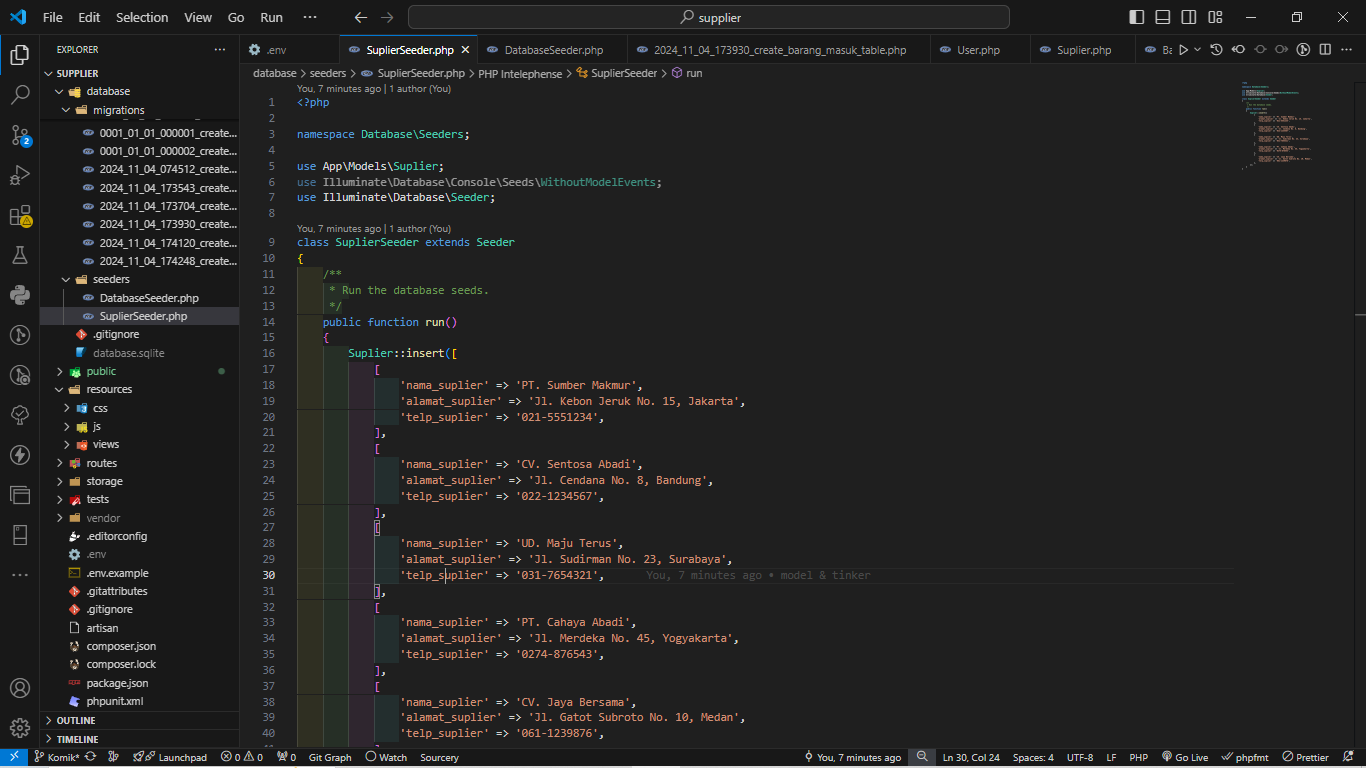 File Edit Selection View Go Run ··· supplier
EXPLORER ···
SUPPLIER
database
migrations
0001_01_01_000001_create...
0001_01_01_000002_create...
2024_11_04_074512_create...
2024_11_04_173543_create...
2024_11_04_173704_create...
2024_11_04_173930_create...
2024_11_04_174120_create...
2024_11_04_174248_create...
seeders
DatabaseSeeder.php
SuplierSeeder.php
.gitignore
database.sqlite
public
resources
css
js
views
routes
storage
tests
vendor
.editorconfig
.env
.env.example
.gitattributes
.gitignore
artisan
composer.json
composer.lock
package.json
phpunit.xml
OUTLINE
TIMELINE
2
.env SuplierSeeder.php DatabaseSeeder.php 2024_11_04_173930_create_barang_masuk_table.php User.php Suplier.php Ba
database > seeders > SuplierSeeder.php > PHP Intelephense > SuplierSeeder > run
You, 7 minutes ago | 1 author (You)
1 <?php
2
3 namespace Database\Seeders;
4
5 use App\Models\Suplier;
6 use Illuminate\Database\Console\Seeds\WithoutModelEvents;
7 use Illuminate\Database\Seeder;
8
You, 7 minutes ago | 1 author (You)
9 class SuplierSeeder extends Seeder
10 {
11 /**
12 * Run the database seeds.
13 */
14 public function run()
15 {
16 Suplier::insert([
17 [
18 'nama_suplier' => 'PT. Sumber Makmur',
19 'alamat_suplier' => 'Jl. Kebon Jeruk No. 15, Jakarta',
20 'telp_suplier' => '021-5551234',
21 ],
22 [
23 'nama_suplier' => 'CV. Sentosa Abadi',
24 'alamat_suplier' => 'Jl. Cendana No. 8, Bandung',
25 'telp_suplier' => '022-1234567',
26 ],
27 [
28 'nama_suplier' => 'UD. Maju Terus',
29 'alamat_suplier' => 'Jl. Sudirman No. 23, Surabaya',
30 'telp_suplier' => '031-7654321', You, 7 minutes ago • model & tinker
31 ],
32 [
33 'nama_suplier' => 'PT. Cahaya Abadi',
34 'alamat_suplier' => 'Jl. Merdeka No. 45, Yogyakarta',
35 'telp_suplier' => '0274-876543',
36 ],
37 [
38 'nama_suplier' => 'CV. Jaya Bersama',
39 'alamat_suplier' => 'Jl. Gatot Subroto No. 10, Medan',
40 'telp_suplier' => '061-1239876',
Komik* Launchpad 0 0 0 Git Graph Watch Sourcery You, 7 minutes ago Ln 30, Col 24 Spaces: 4 UTF-8 LF PHP Go Live phpfmt Prettier